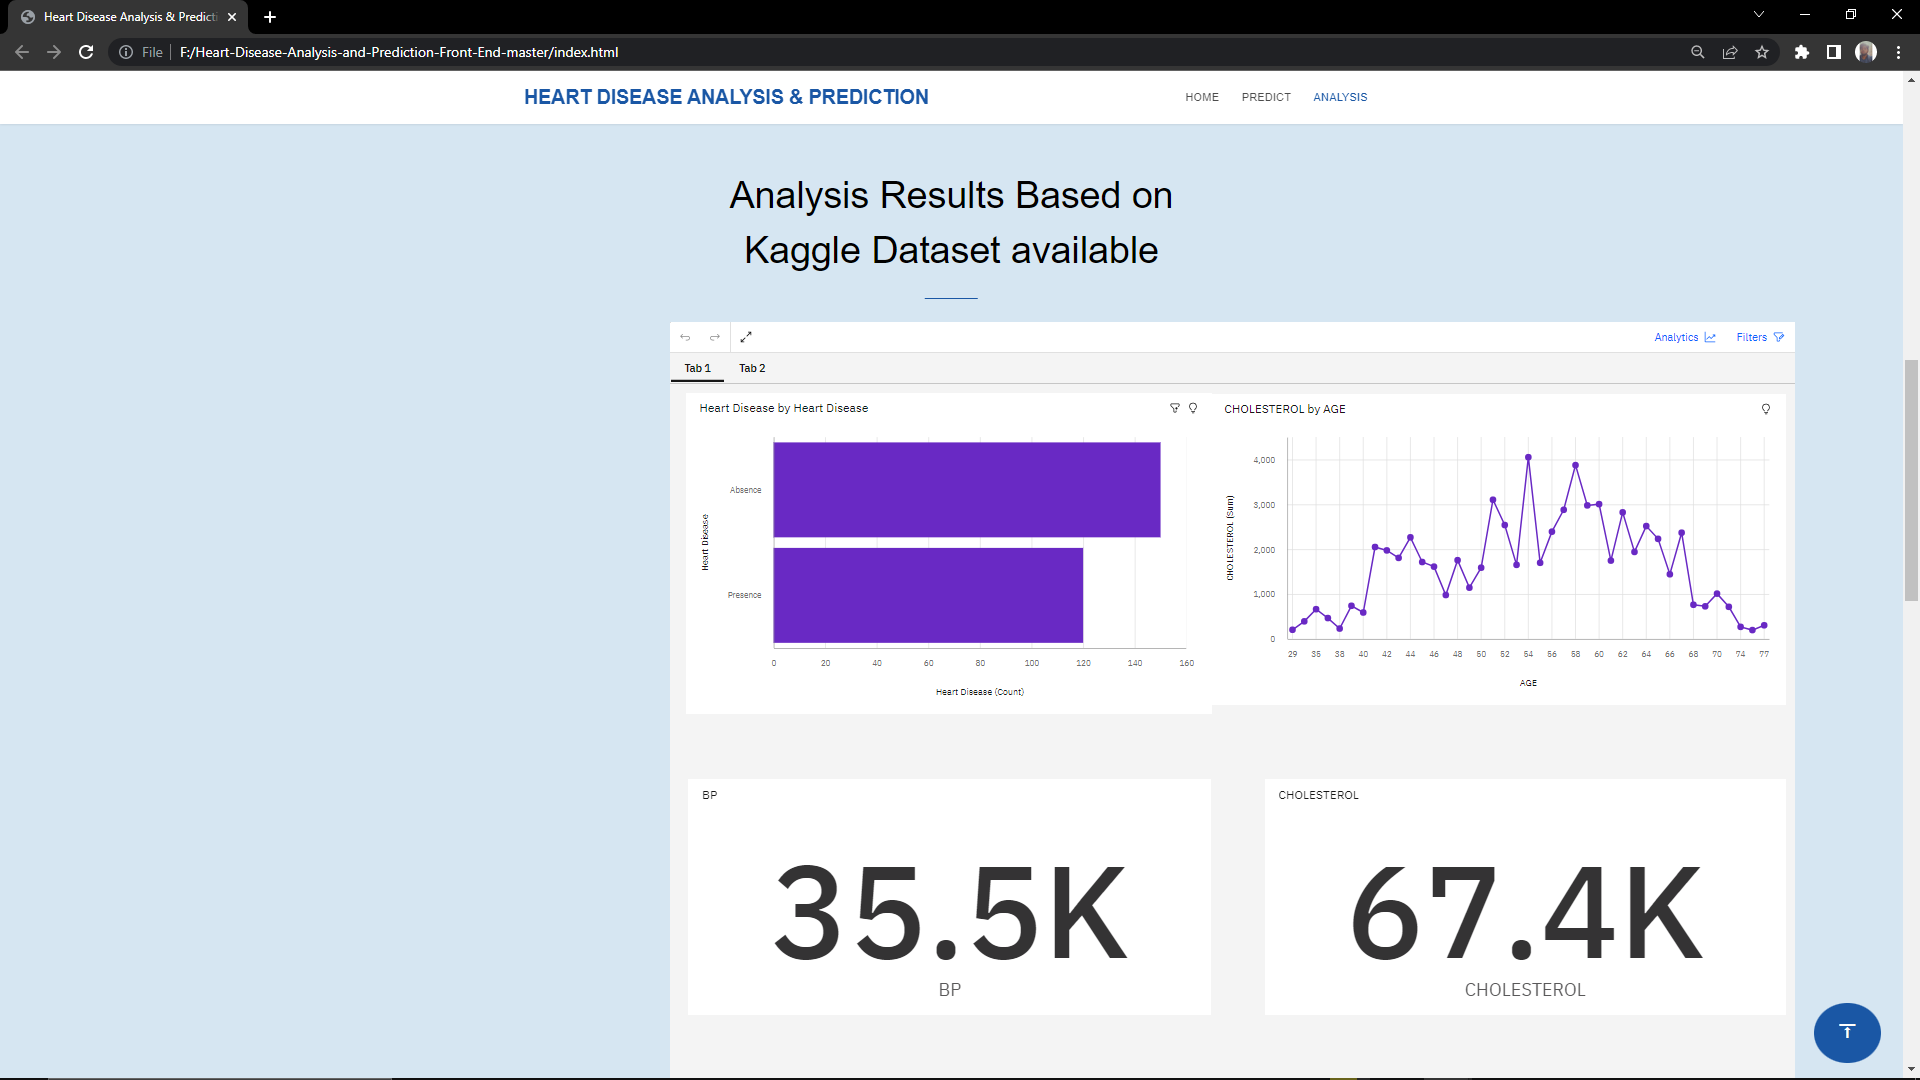 Heart Disease Analysis & Predicti
File
F:/Heart-Disease-Analysis-and-Prediction-Front-End-master/index.html
HEART DISEASE ANALYSIS & PREDICTION
HOME
PREDICT
ANALYSIS
Analysis Results Based on
Kaggle Dataset available
Analytics
Filters
Tab 1
Tab 2
Heart Disease by Heart Disease
Heart Disease
Absence
Presence
0 20 40 60 80 100 120 140 160
Heart Disease (Count)
CHOLESTEROL by AGE
CHOLESTEROL (Sum)
4,000
3,000
2,000
1,000
0
29 35 38 40 42 44 46 48 50 52 54 56 58 60 62 64 66 68 70 74 77
AGE
BP
35.5K
BP
CHOLESTEROL
67.4K
CHOLESTEROL